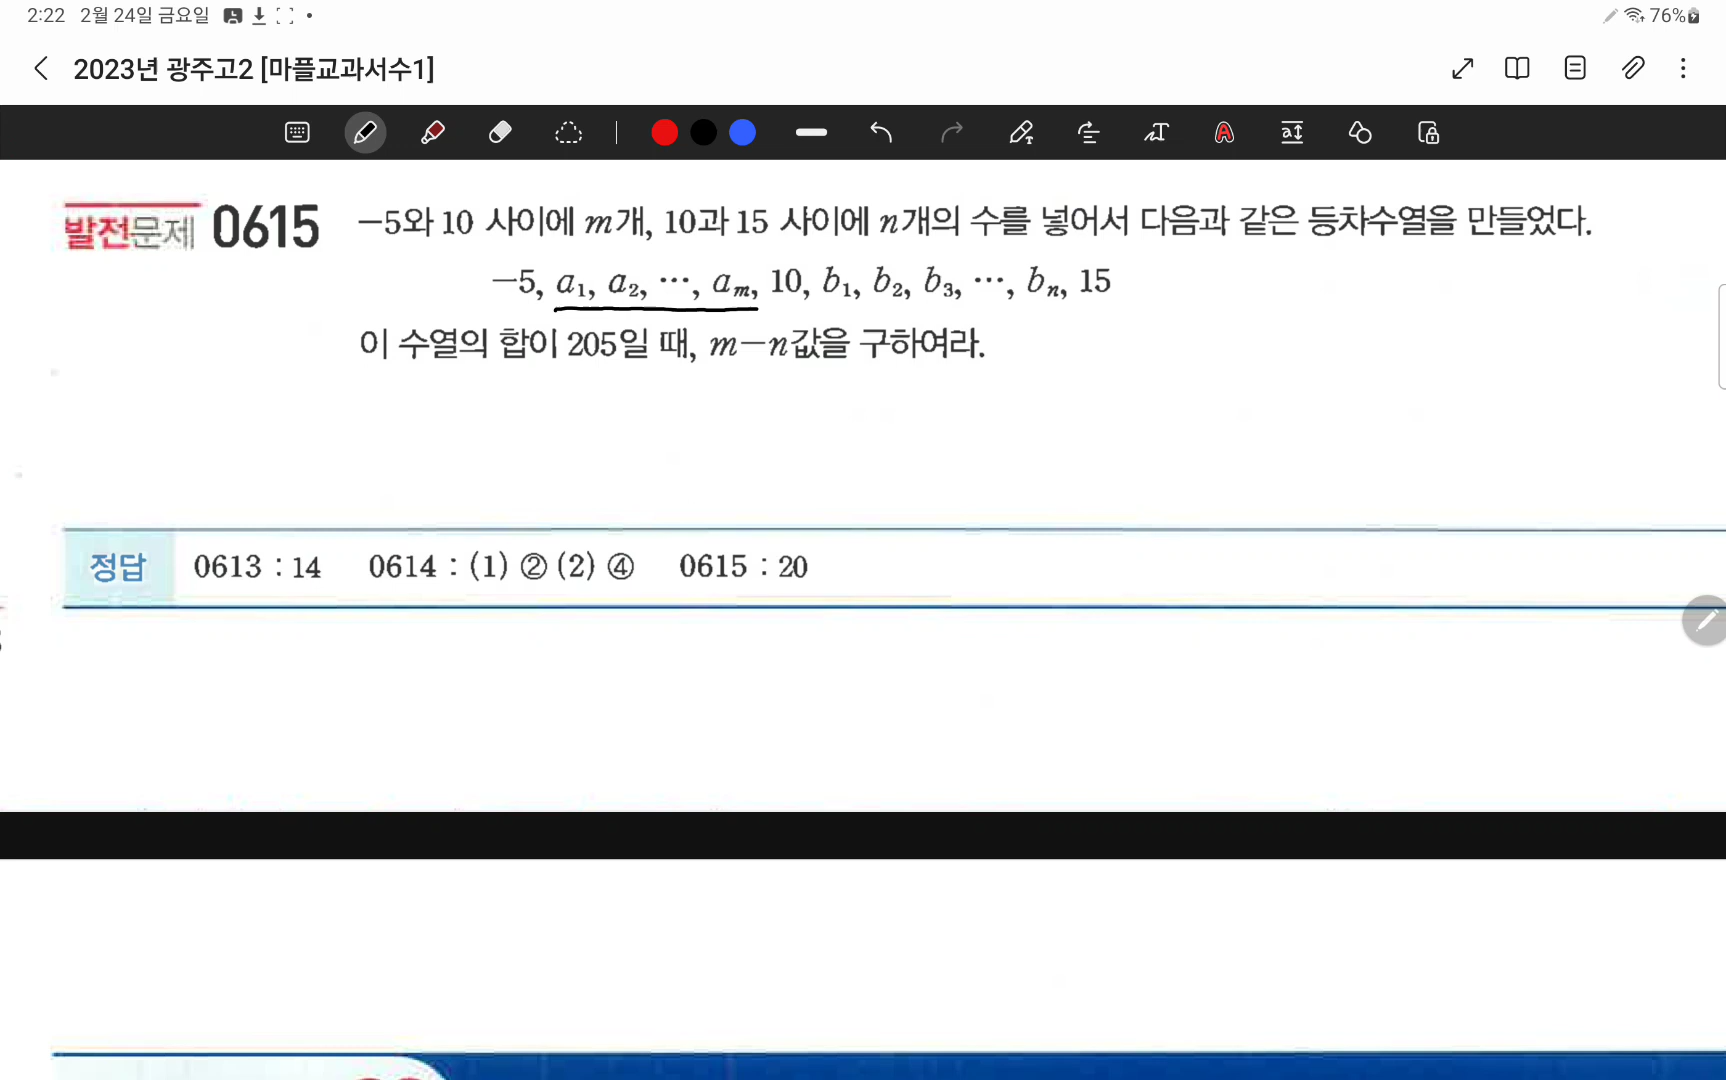 2:22 2월 24일 금요일 76%
2023년 광주고2 [마플교과서수1]
발전문제 0615 −5와 10 사이에 m개, 10과 15 사이에 n개의 수를 넣어서 다음과 같은 등차수열을 만들었다.
−5, a₁, a₂, ⋯, aₘ, 10, b₁, b₂, b₃, ⋯, bₙ, 15
이 수열의 합이 205일 때, m−n값을 구하여라.
정답 0613 : 14 0614 : (1) ② (2) ④ 0615 : 20